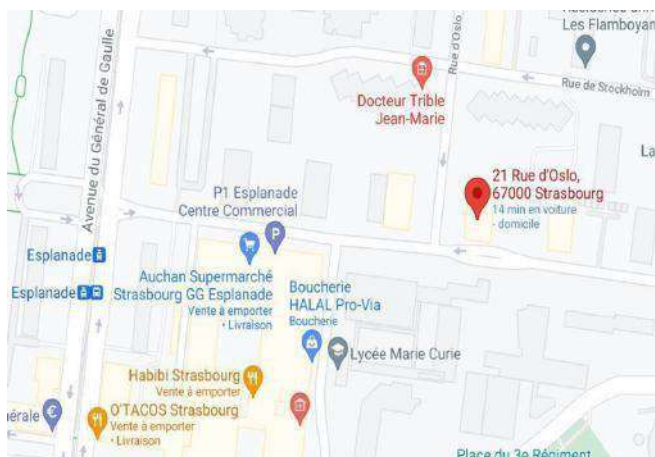 Les Flamboyan
Rue d'Oslo
Docteur Trible
Jean-Marie
Rue de Stockholm
Avenue du Général de Gaulle
La
21 Rue d'Oslo,
67000 Strasbourg
14 min en voiture
- domicile
P1 Esplanade
Centre Commercial
Esplanade
Esplanade
Auchan Supermarché
Strasbourg GG Esplanade
Vente à emporter
• Livraison
Boucherie
HALAL Pro-Via
Boucherie
Lycée Marie Curie
Habibi Strasbourg
Vente à emporter
O'TACOS Strasbourg
Vente à emporter
• Livraison
nérale
Place du 3e Régiment